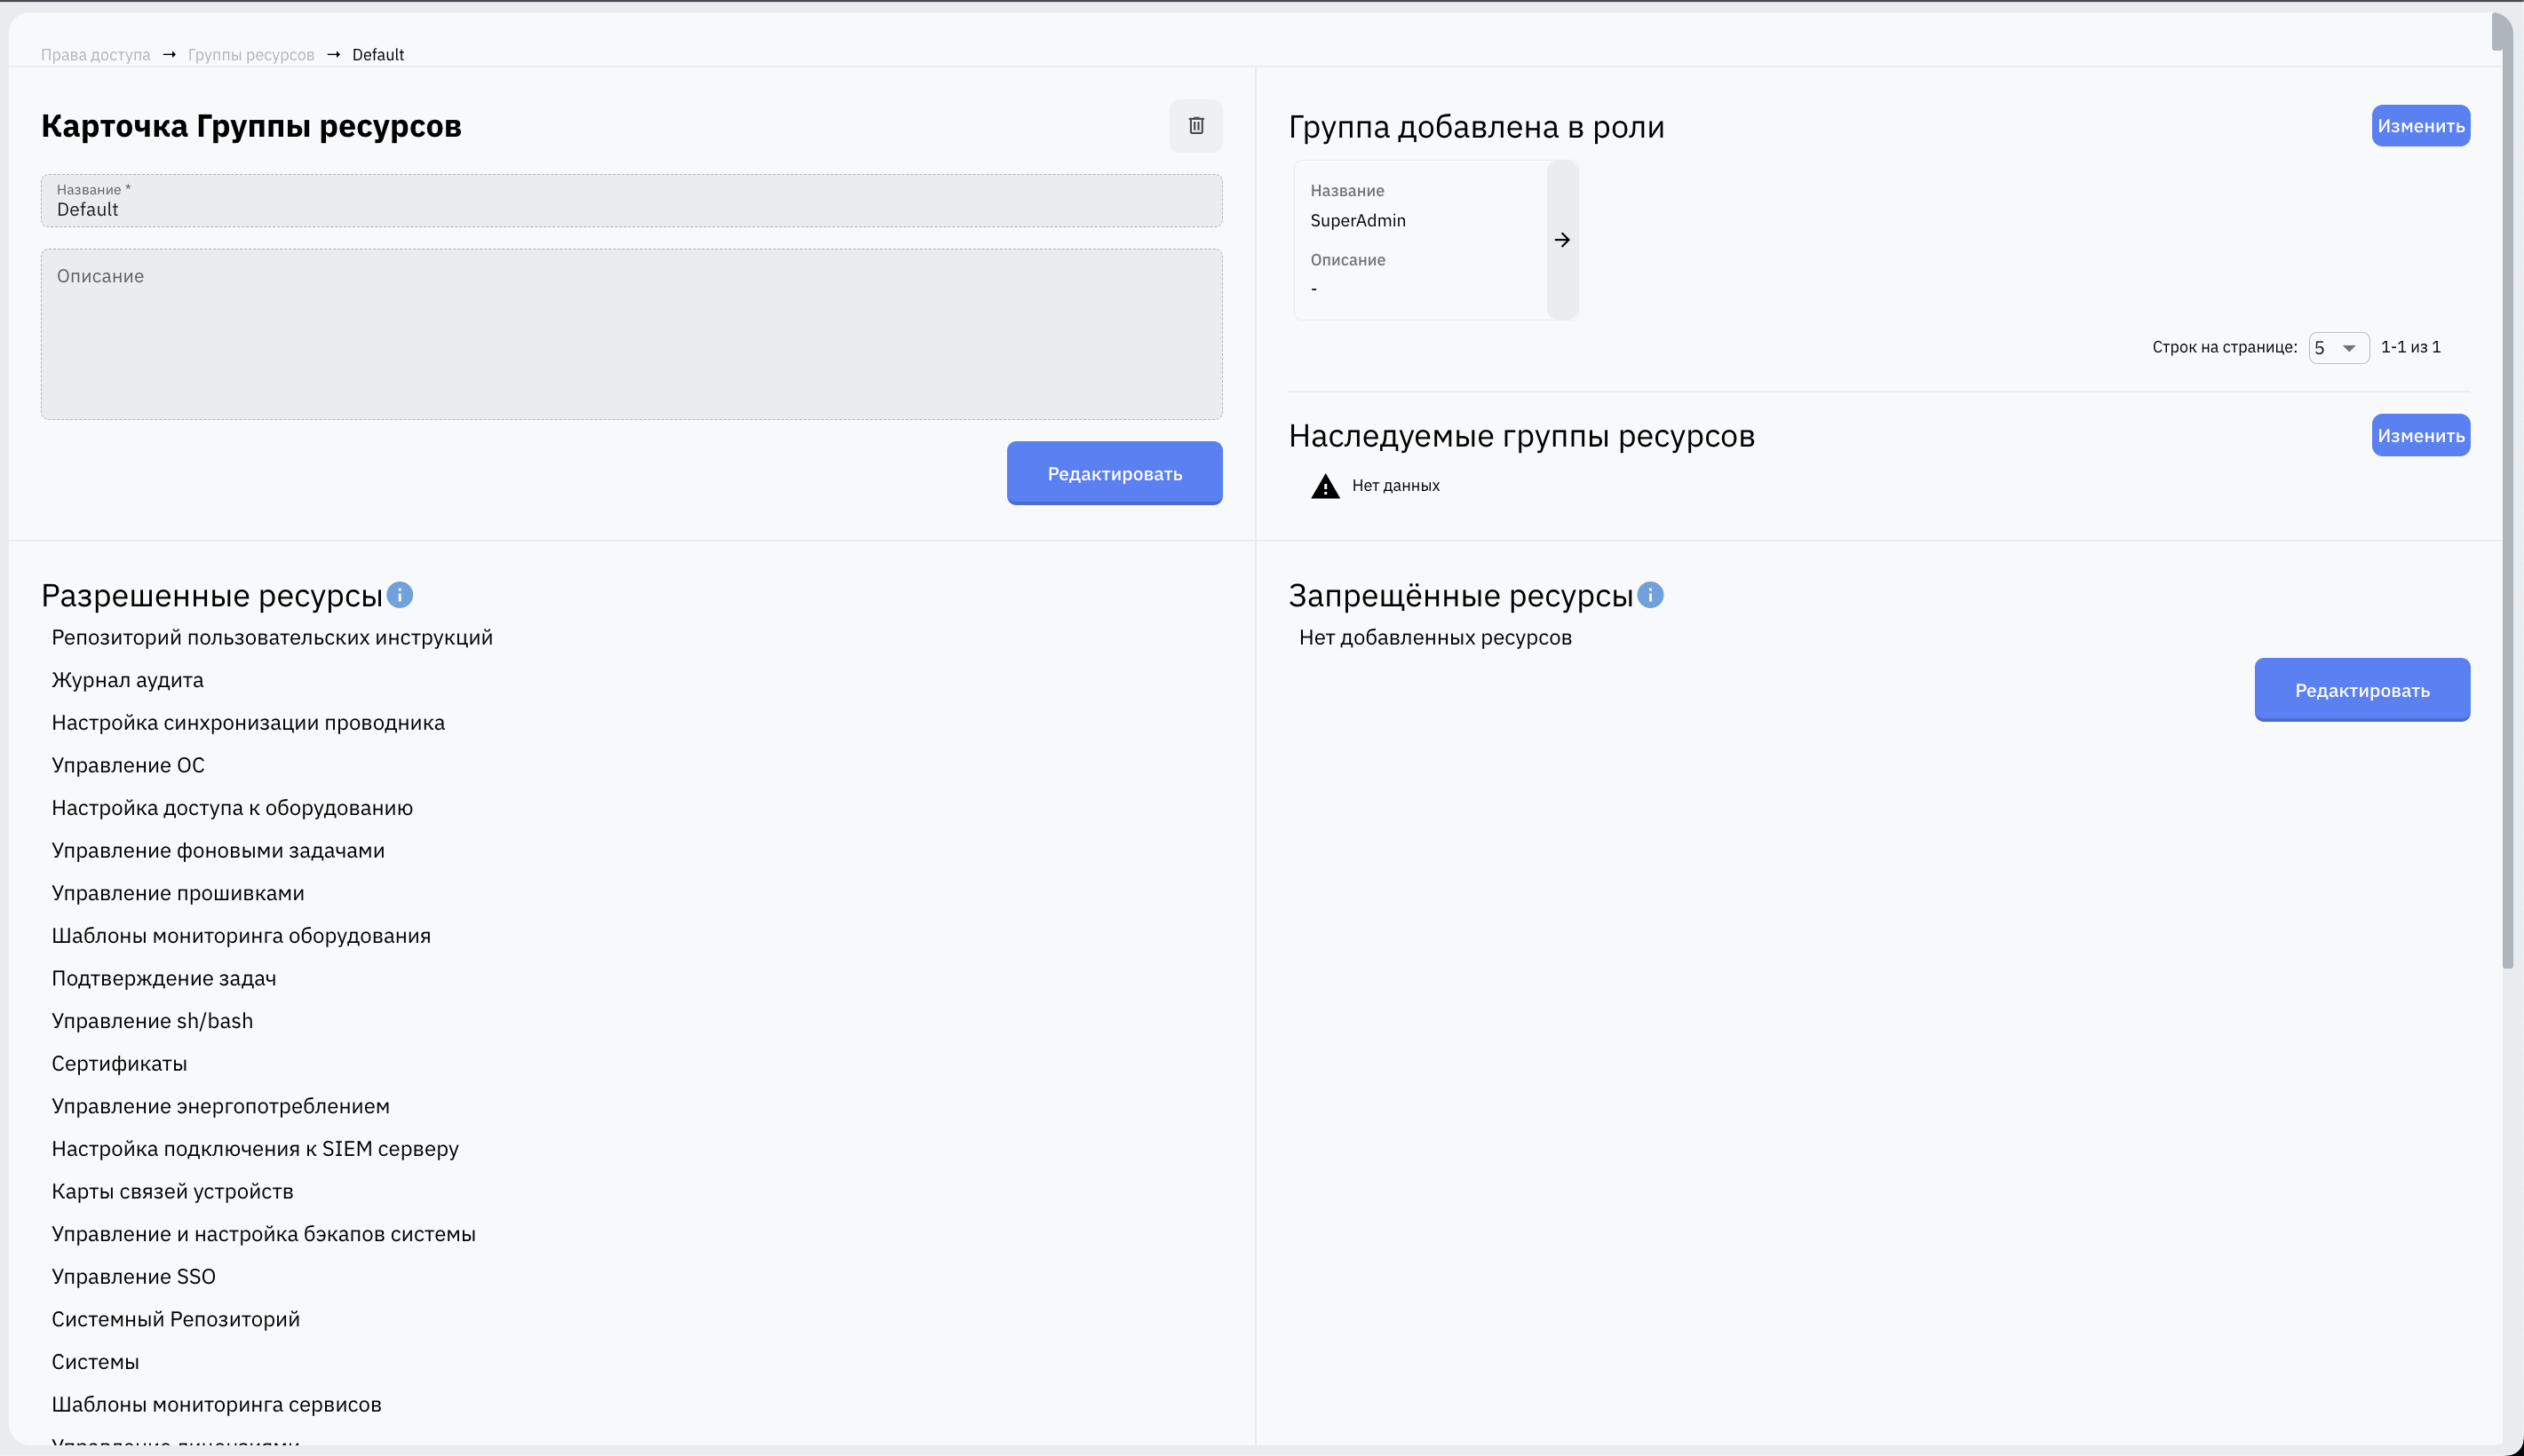 Права доступа → Группы ресурсов → Default
Карточка Группы ресурсов
Название *
Default
Описание
Редактировать
Группа добавлена в роли
Изменить
Название
SuperAdmin
Описание
-
Строк на странице: 5 1-1 из 1
Наследуемые группы ресурсов
Изменить
Нет данных
Разрешенные ресурсы
Репозиторий пользовательских инструкций
Журнал аудита
Настройка синхронизации проводника
Управление ОС
Настройка доступа к оборудованию
Управление фоновыми задачами
Управление прошивками
Шаблоны мониторинга оборудования
Подтверждение задач
Управление sh/bash
Сертификаты
Управление энергопотреблением
Настройка подключения к SIEM серверу
Карты связей устройств
Управление и настройка бэкапов системы
Управление SSO
Системный Репозиторий
Системы
Шаблоны мониторинга сервисов
Управление лицензиями
Запрещённые ресурсы
Нет добавленных ресурсов
Редактировать